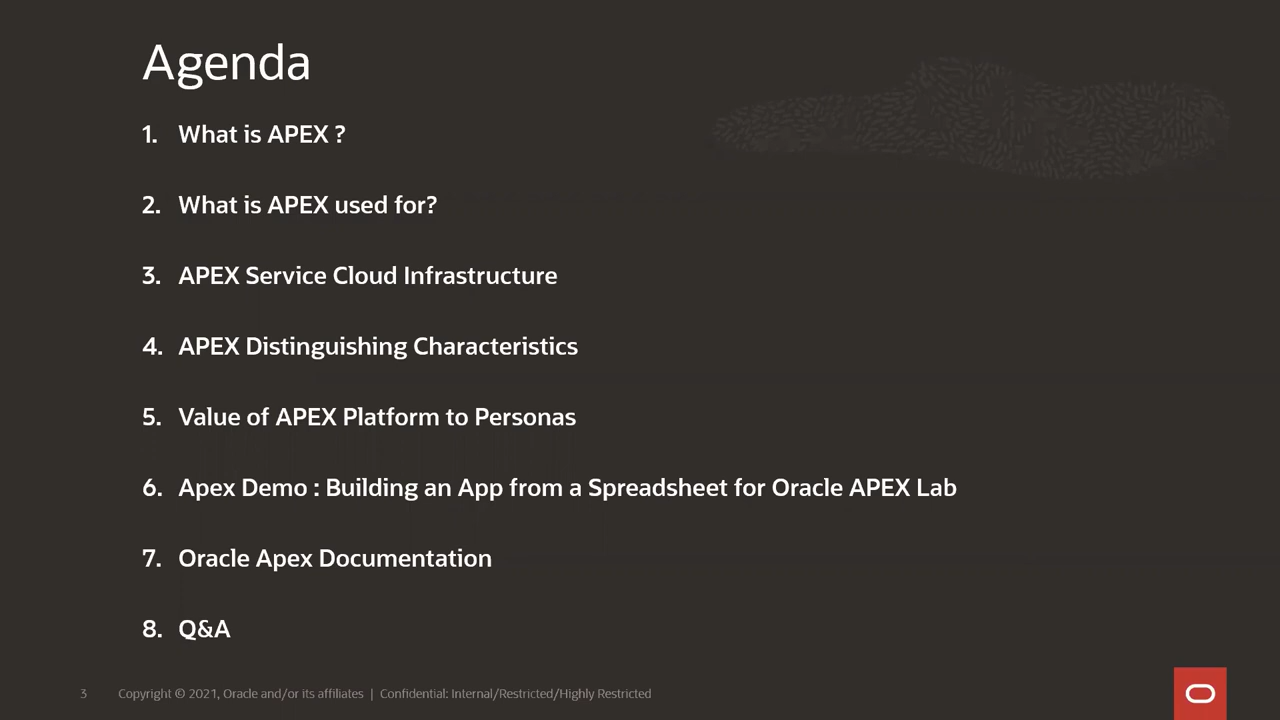 Agenda
1. What is APEX ?
2. What is APEX used for?
3. APEX Service Cloud Infrastructure
4. APEX Distinguishing Characteristics
5. Value of APEX Platform to Personas
6. Apex Demo : Building an App from a Spreadsheet for Oracle APEX Lab
7. Oracle Apex Documentation
8. Q&A
3 Copyright © 2021, Oracle and/or its affiliates | Confidential: Internal/Restricted/Highly Restricted